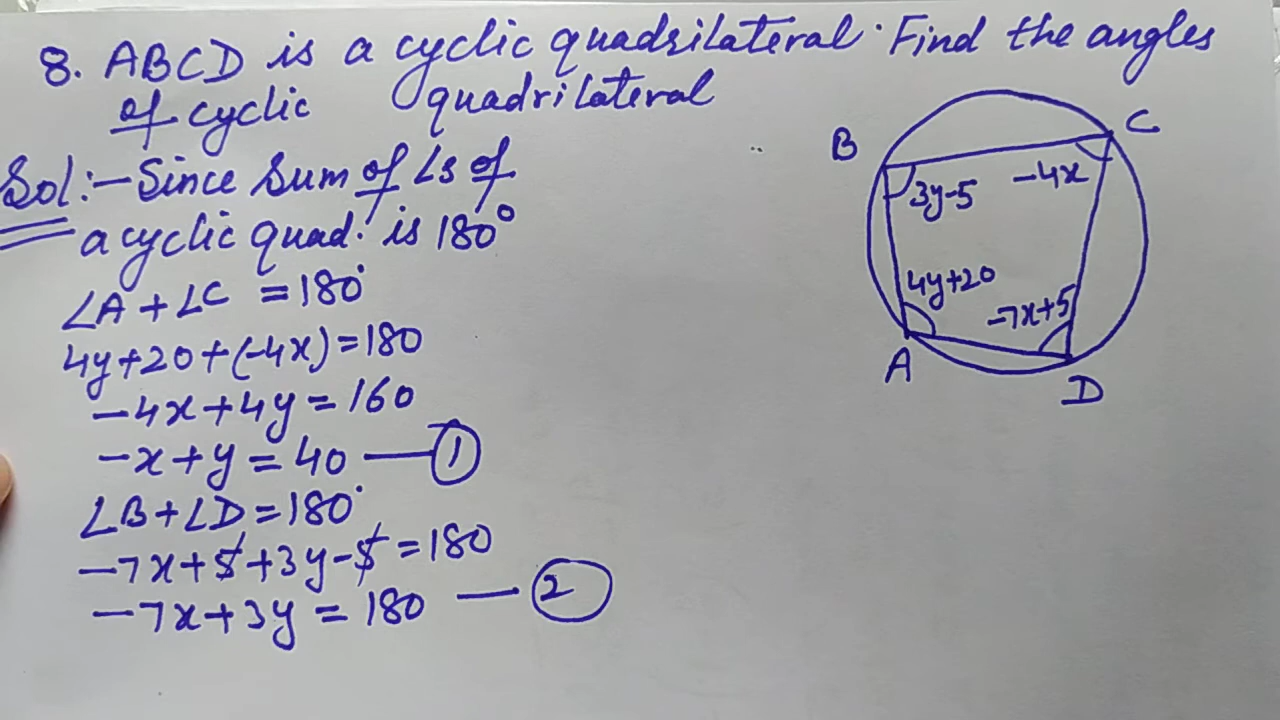 8. ABCD is a cyclic quadrilateral. Find the angles
of cyclic quadrilateral
Sol:- Since Sum of ∠s of
a cyclic quad. is 180°
∠A + ∠C = 180°
4y+20+(-4x)=180
-4x+4y=160
-x+y=40 — ①
∠B+∠D=180°
-7x+5+3y-5=180
-7x+3y=180 — ②
B
C
3y-5
-4x
4y+20
-7x+5
A
D